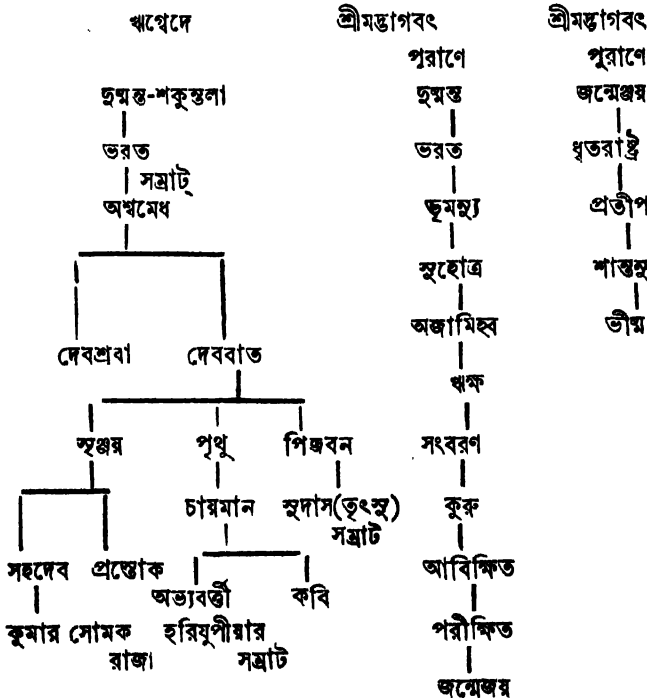 ঋগ্বেদে
দুষ্মন্ত-শকুন্তলা
ভরত
সম্রাট্
অশ্বমেধ
দেবশ্রবা দেববাত
সৃঞ্জয় পৃথু পিজবন
চায়মান সুদাস(তৃৎসু)
সম্রাট
সহদেব প্রস্তোক
অভ্যবর্ত্তী কবি
কুমার সোমক হরিযুপীয়ার
রাজা সম্রাট
শ্রীমদ্ভাগবৎ
পুরাণে
দুষ্মন্ত
ভরত
ভূমন্যু
সুহোত্র
অজামিহ্ব
ঋক্ষ
সংবরণ
কুরু
আবিক্ষিত
পরীক্ষিত
জন্মেজয়
শ্রীমদ্ভাগবৎ
পুরাণে
জন্মেঞ্জয়
ধৃতরাষ্ট্র
প্রতীপ
শান্তনু
ভীষ্ম